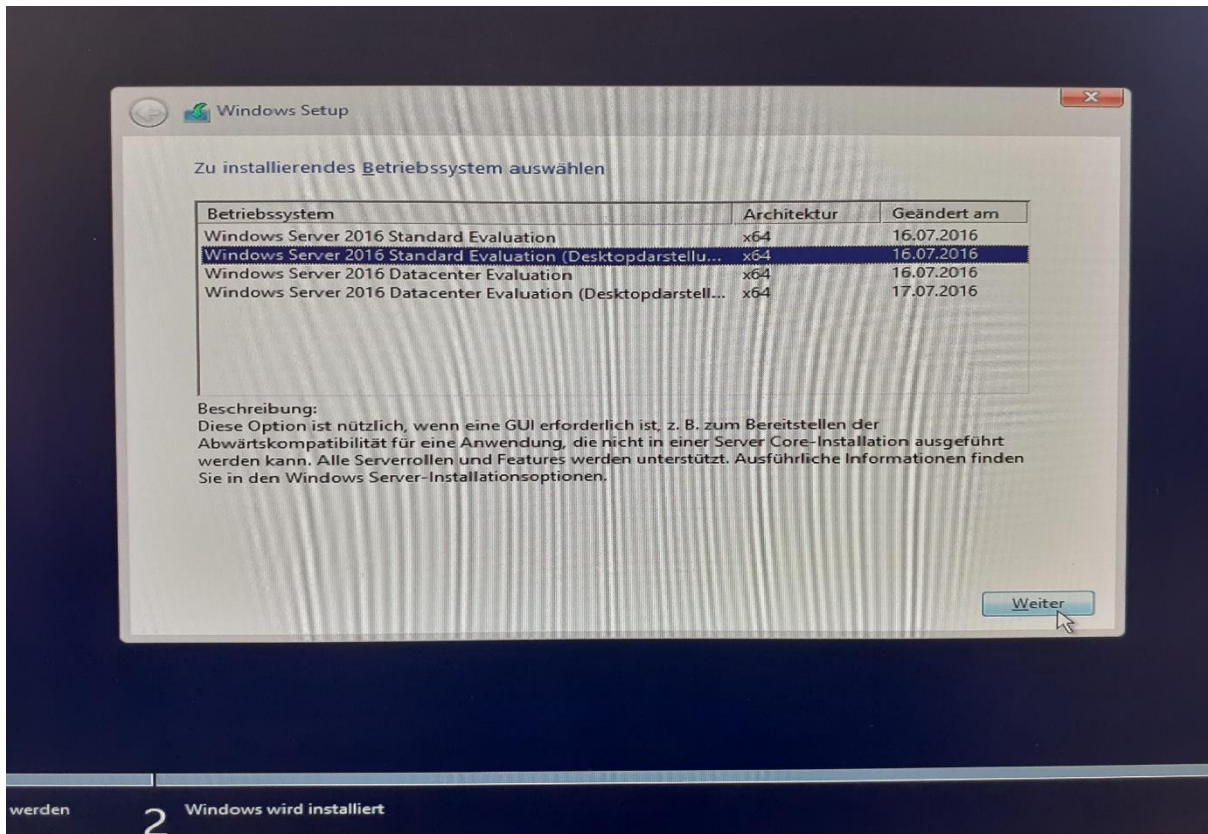 Windows Setup
Zu installierendes Betriebssystem auswählen
Betriebssystem Architektur Geändert am
Windows Server 2016 Standard Evaluation x64 16.07.2016
Windows Server 2016 Standard Evaluation (Desktopdarstellu... x64 16.07.2016
Windows Server 2016 Datacenter Evaluation x64 16.07.2016
Windows Server 2016 Datacenter Evaluation (Desktopdarstell... x64 17.07.2016
Beschreibung:
Diese Option ist nützlich, wenn eine GUI erforderlich ist, z. B. zum Bereitstellen der
Abwärtskompatibilität für eine Anwendung, die nicht in einer Server Core-Installation ausgeführt
werden kann. Alle Serverrollen und Features werden unterstützt. Ausführliche Informationen finden
Sie in den Windows Server-Installationsoptionen.
Weiter
werden 2 Windows wird installiert